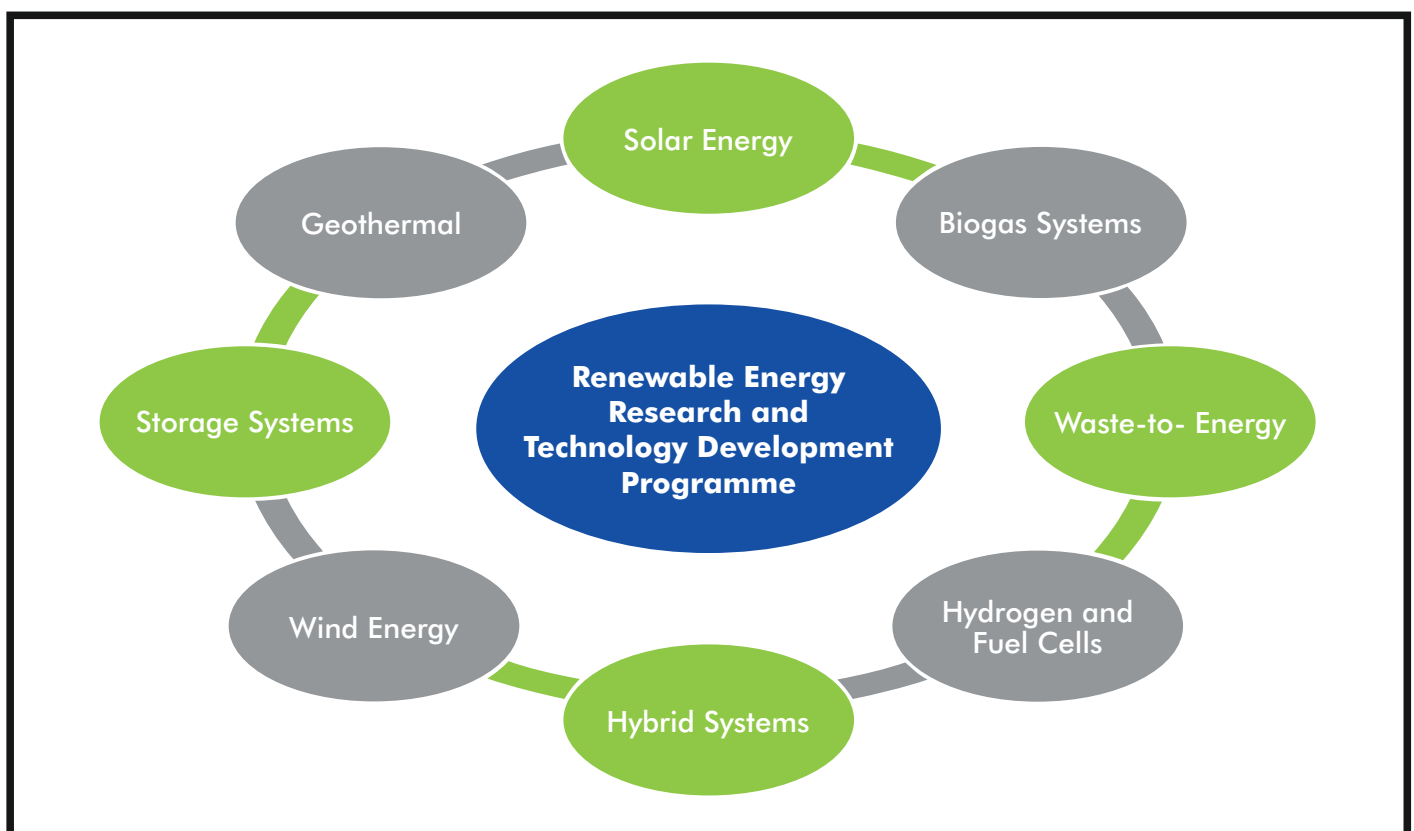 Solar Energy
Geothermal
Biogas Systems
Renewable Energy
Research and
Technology Development
Programme
Storage Systems
Waste-to- Energy
Wind Energy
Hydrogen and
Fuel Cells
Hybrid Systems